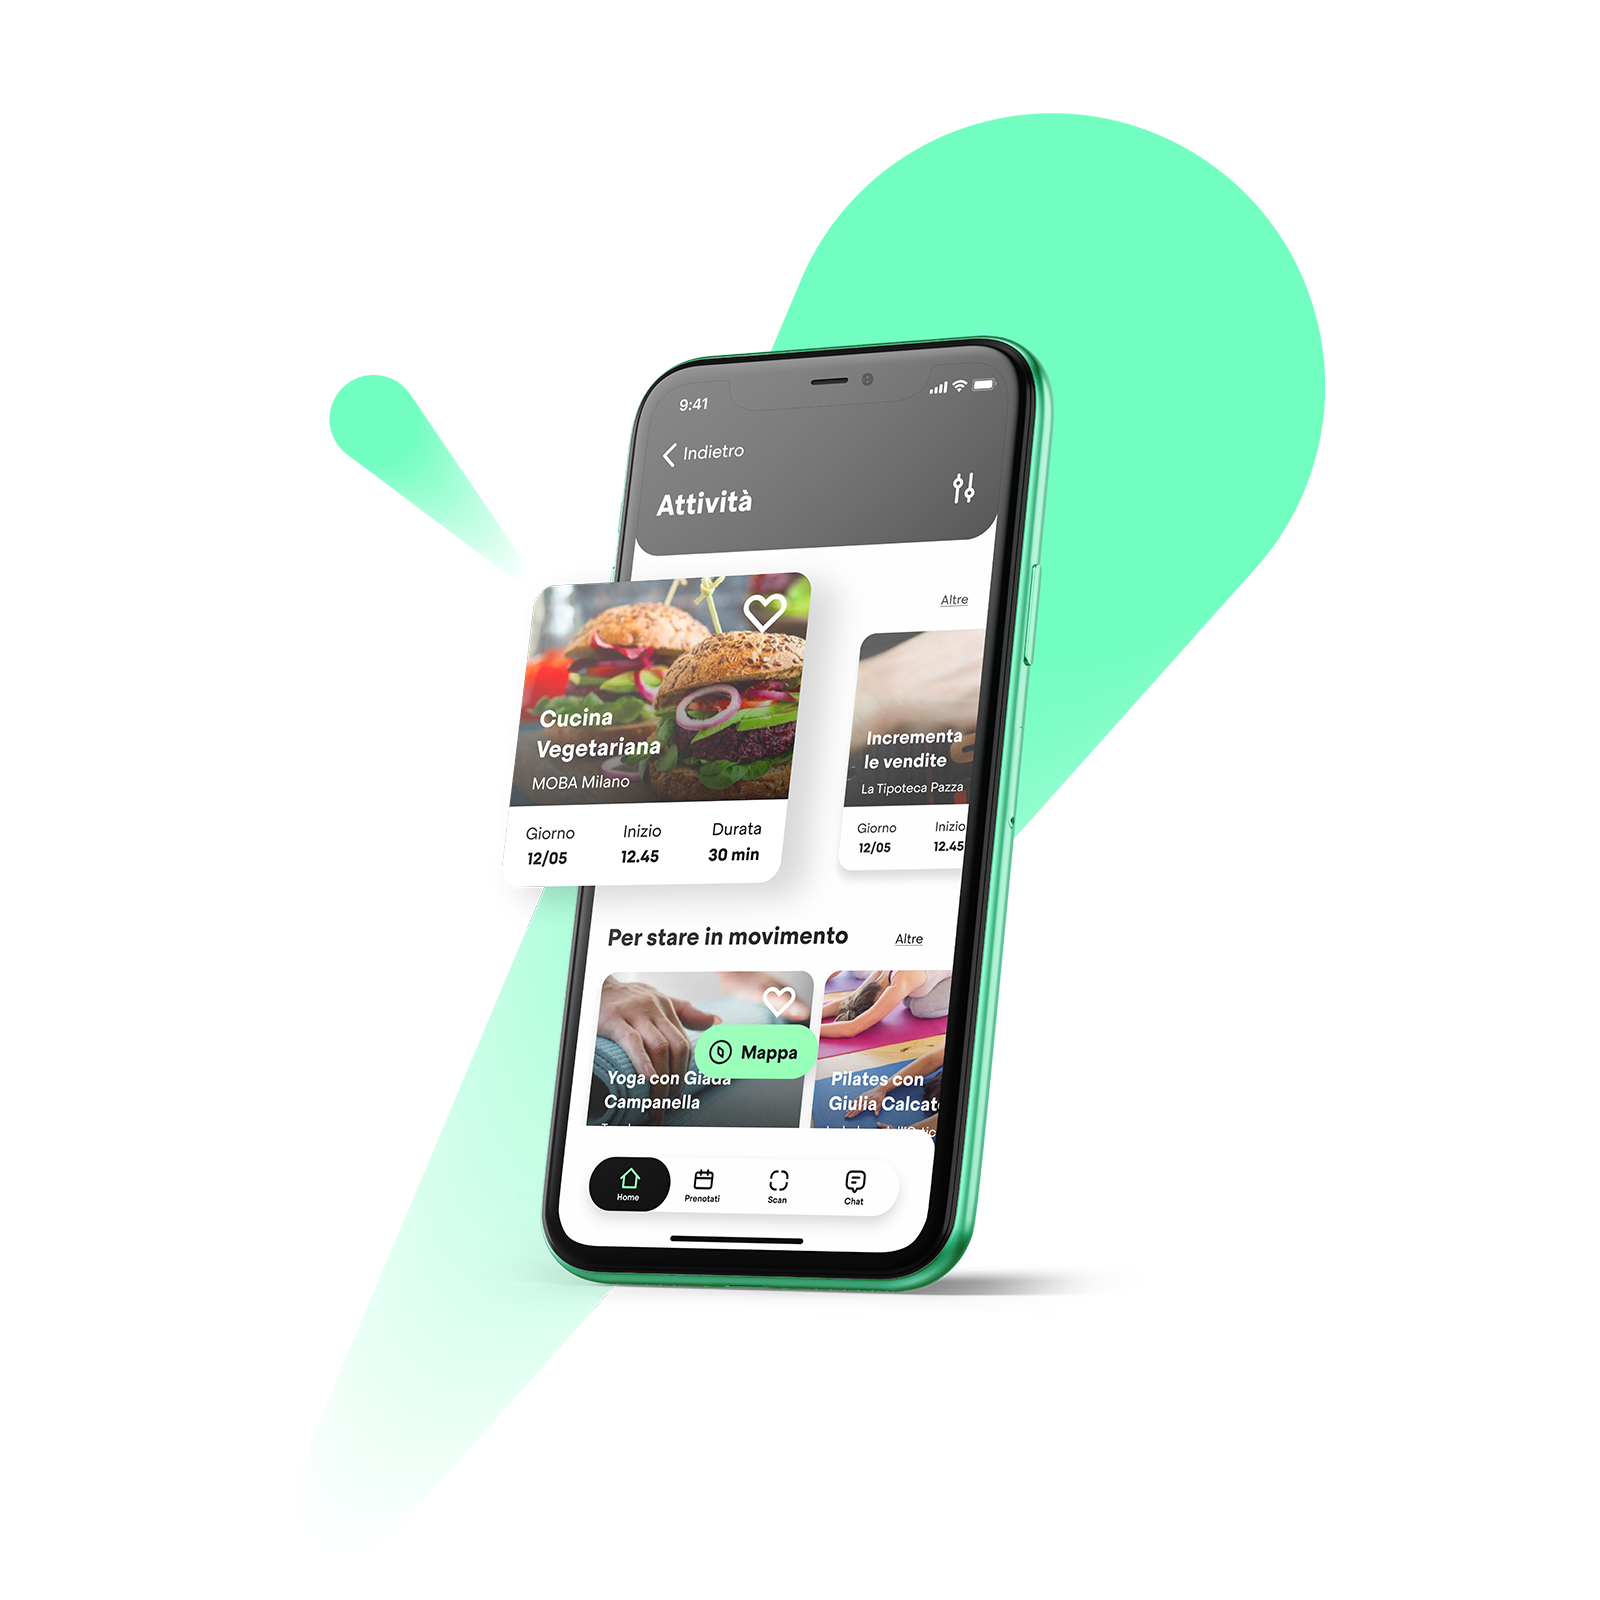 9:41
Indietro
Attività
Altre
Cucina
Vegetariana
MOBA Milano
Giorno Inizio Durata
12/05 12.45 30 min
Incrementa
le vendite
La Tipoteca Pazza
Giorno Inizio
12/05 12.45
Per stare in movimento
Altre
Mappa
Yoga con Giada
Campanella
Pilates con
Giulia Calcat
Home
Prenotati
Scan
Chat